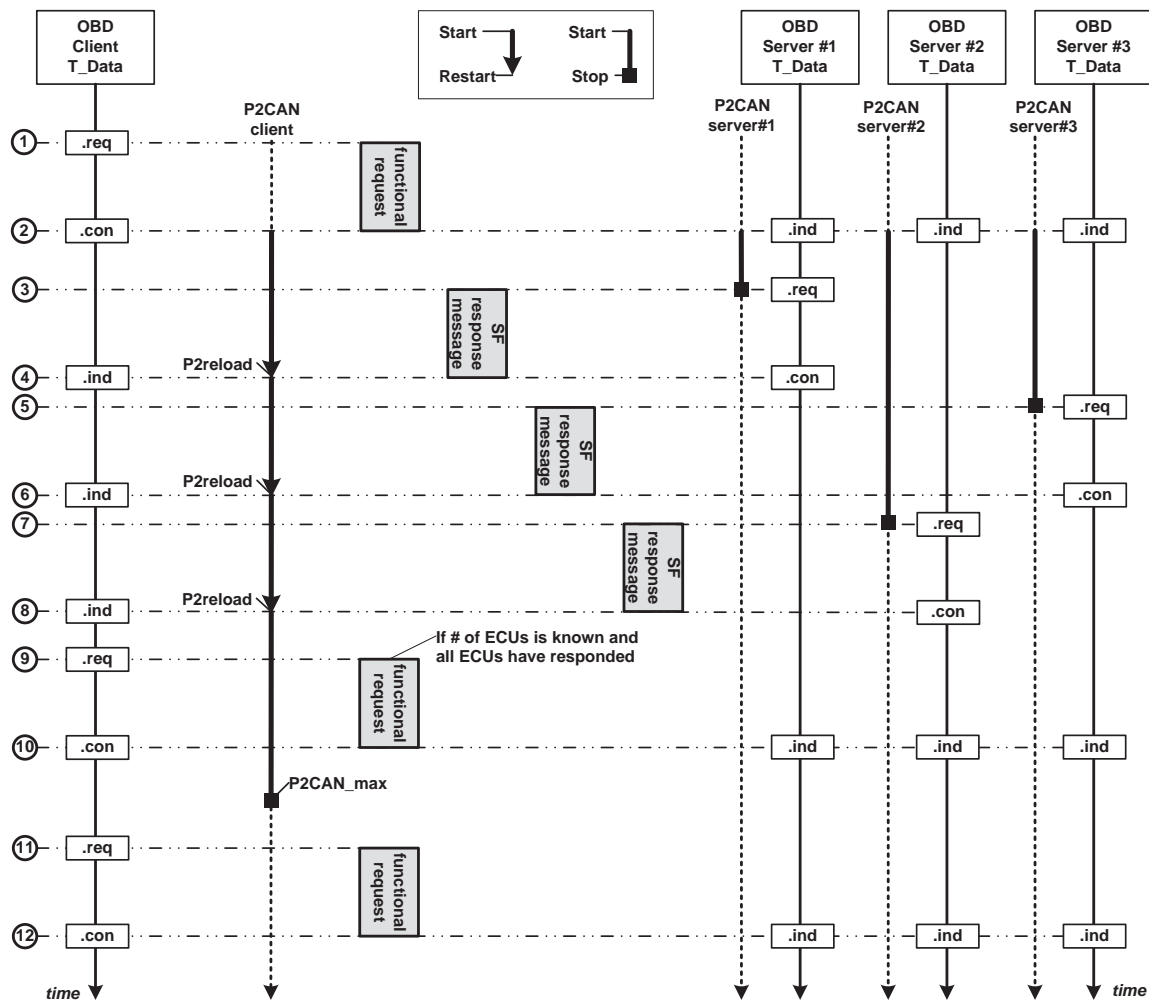 OBD
Client
T_Data
Start
Restart
Start
Stop
OBD
Server #1
T_Data
OBD
Server #2
T_Data
OBD
Server #3
T_Data
P2CAN
client
P2CAN
server#1
P2CAN
server#2
P2CAN
server#3
1
.req
functional
request
2
.con
.ind
.ind
.ind
3
.req
SF
response
message
P2reload
4
.ind
.con
5
.req
SF
response
message
P2reload
6
.ind
.con
7
.req
SF
response
message
P2reload
8
.ind
.con
If # of ECUs is known and
all ECUs have responded
9
.req
functional
request
10
.con
.ind
.ind
.ind
P2CAN_max
11
.req
functional
request
12
.con
.ind
.ind
.ind
time
time